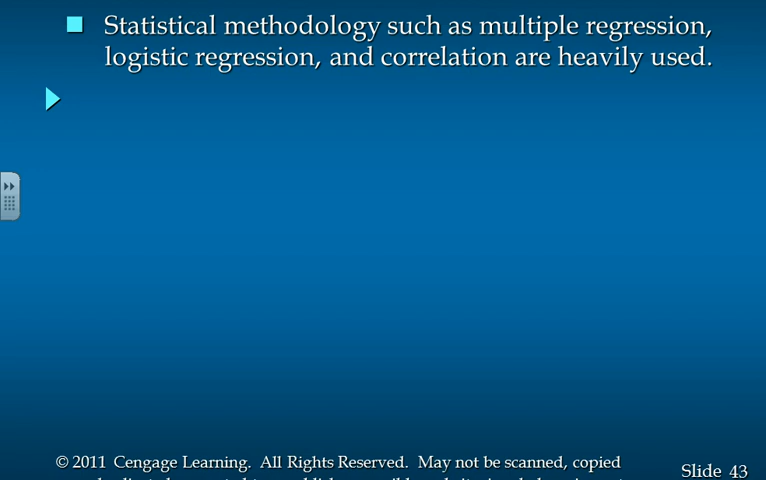 Statistical methodology such as multiple regression,
logistic regression, and correlation are heavily used.
© 2011 Cengage Learning. All Rights Reserved. May not be scanned, copied
Slide 43